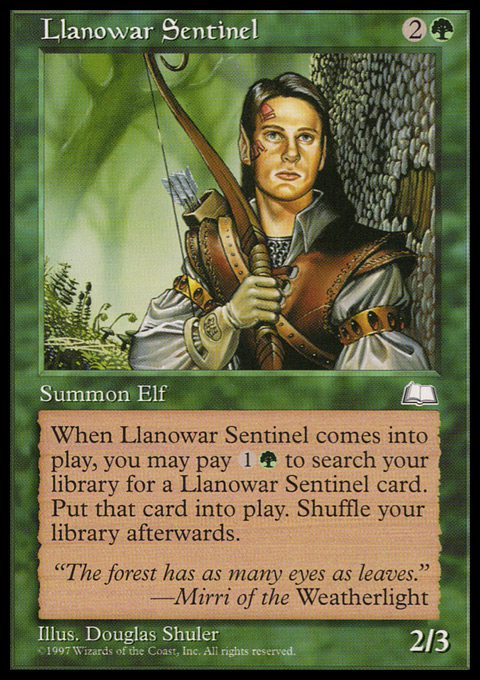 Llanowar Sentinel 2
Summon Elf
When Llanowar Sentinel comes into
play, you may pay 1 to search your
library for a Llanowar Sentinel card.
Put that card into play. Shuffle your
library afterwards.
“The forest has as many eyes as leaves.”
—Mirri of the Weatherlight
Illus. Douglas Shuler
©1997 Wizards of the Coast, Inc. All rights reserved.
2/3